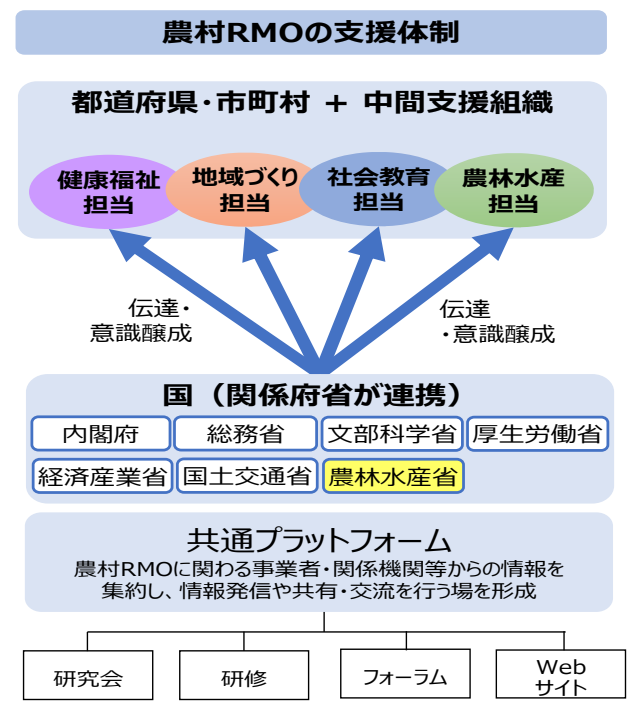 農村RMOの支援体制
都道府県・市町村 + 中間支援組織
健康福祉
担当
地域づくり
担当
社会教育
担当
農林水産
担当
伝達・
意識醸成
伝達
・意識醸成
国（関係府省が連携）
内閣府
総務省
文部科学省
厚生労働省
経済産業省
国土交通省
農林水産省
共通プラットフォーム
農村RMOに関わる事業者・関係機関等からの情報を
集約し、情報発信や共有・交流を行う場を形成
研究会
研修
フォーラム
Web
サイト